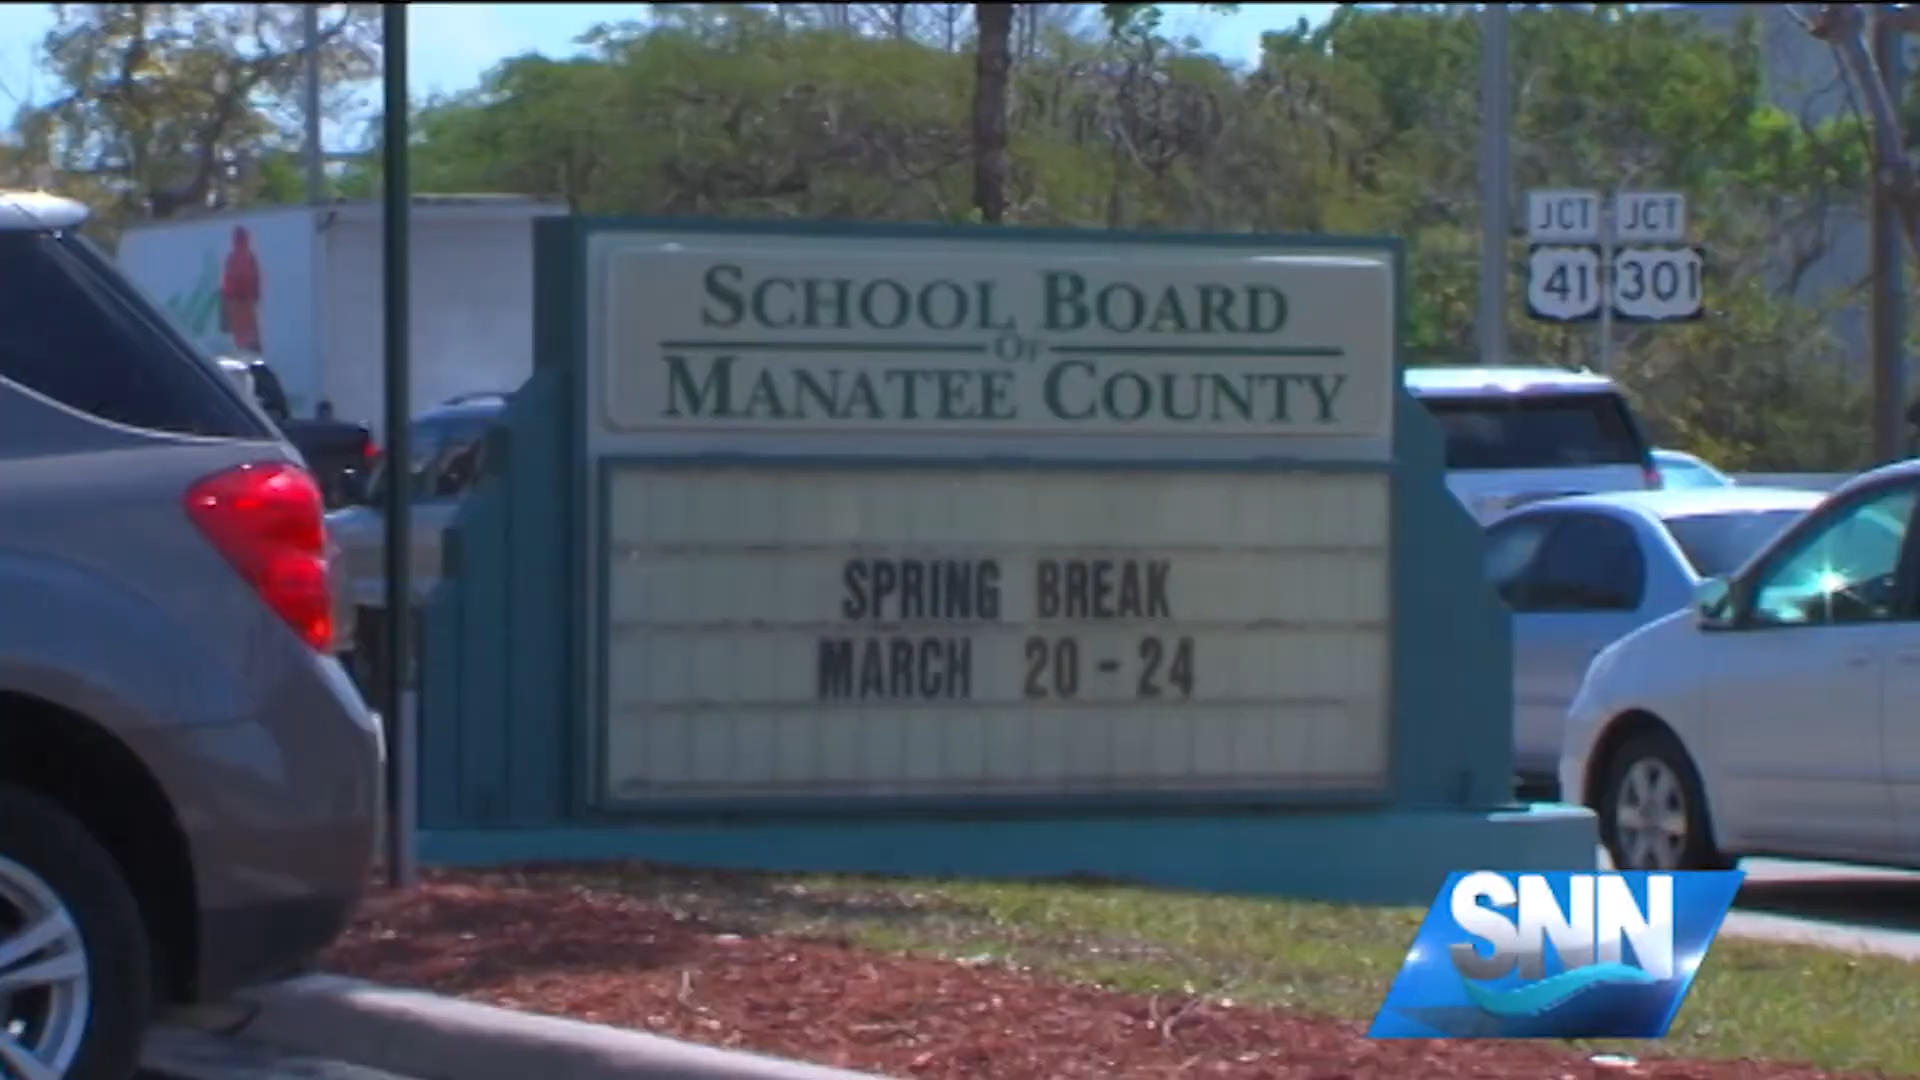 SCHOOL BOARD
OF
MANATEE COUNTY
SPRING BREAK
MARCH 20-24
JCT JCT
41 301
SNN